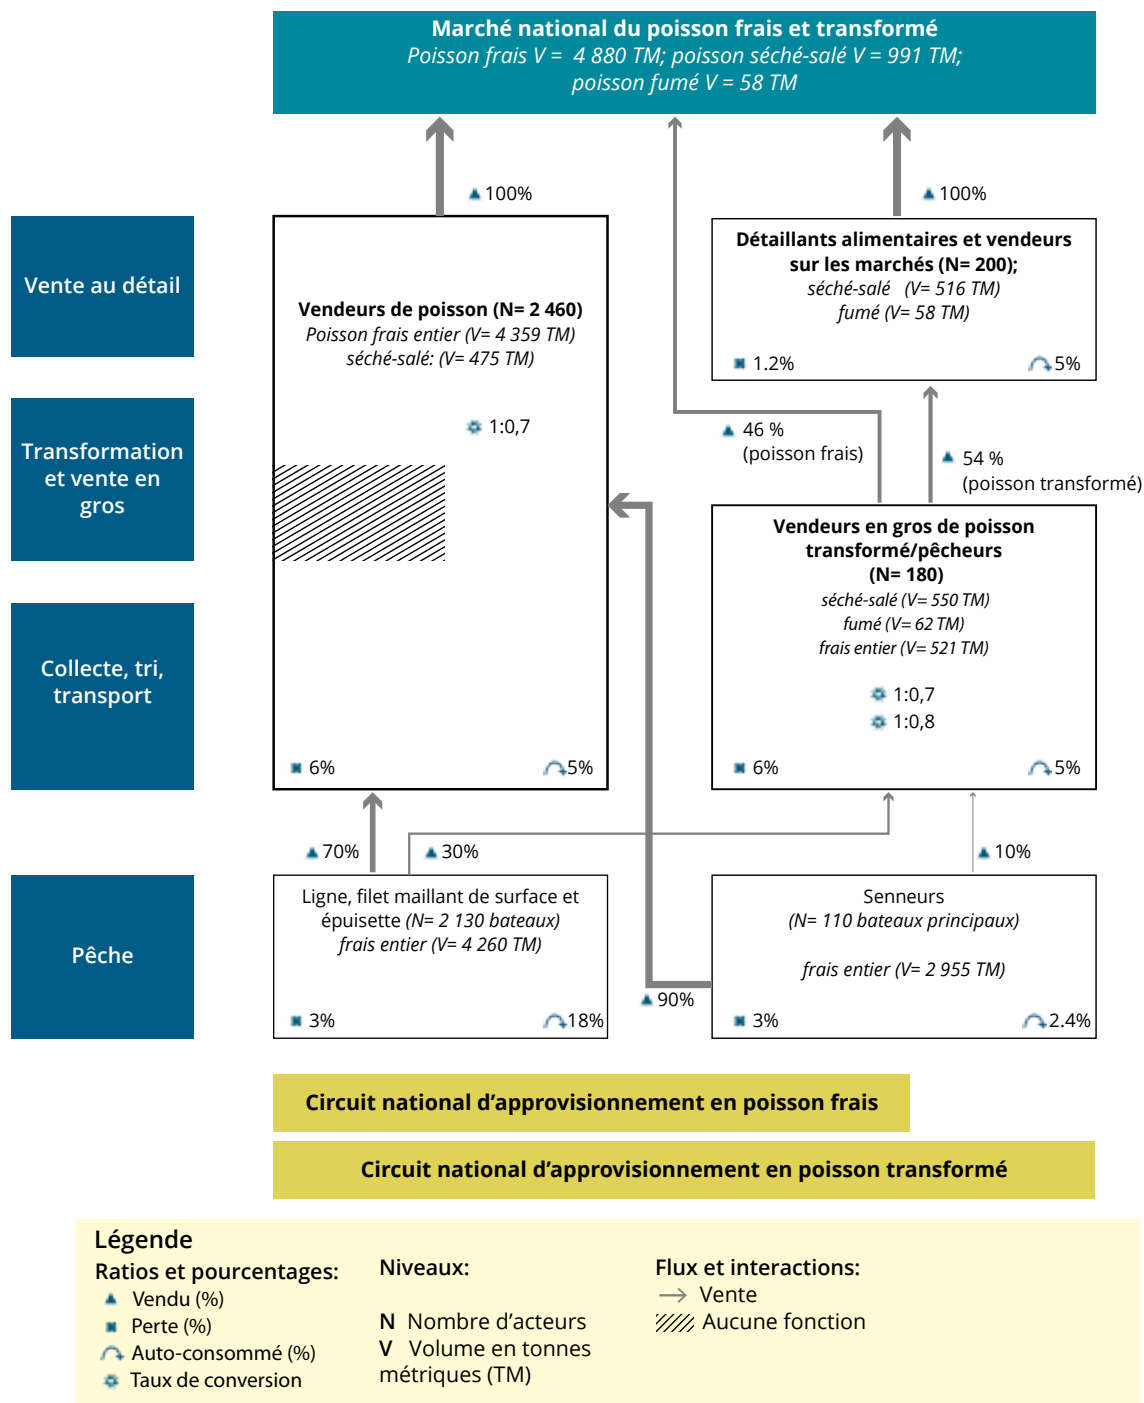 Marché national du poisson frais et transformé
Poisson frais V = 4 880 TM; poisson séché-salé V = 991 TM;
poisson fumé V = 58 TM
100%
100%
Vente au détail
Vendeurs de poisson (N= 2 460)
Poisson frais entier (V= 4 359 TM)
séché-salé: (V= 475 TM)
1:0,7
6%
5%
Détaillants alimentaires et vendeurs
sur les marchés (N= 200);
séché-salé (V= 516 TM)
fumé (V= 58 TM)
1.2%
5%
46 %
(poisson frais)
54 %
(poisson transformé)
Transformation
et vente en
gros
Vendeurs en gros de poisson
transformé/pêcheurs
(N= 180)
séché-salé (V= 550 TM)
fumé (V= 62 TM)
frais entier (V= 521 TM)
1:0,7
1:0,8
6%
5%
Collecte, tri,
transport
70%
30%
10%
Pêche
Ligne, filet maillant de surface et
épuisette (N= 2 130 bateaux)
frais entier (V= 4 260 TM)
3%
18%
90%
Senneurs
(N= 110 bateaux principaux)
frais entier (V= 2 955 TM)
3%
2.4%
Circuit national d’approvisionnement en poisson frais
Circuit national d’approvisionnement en poisson transformé
Légende
Ratios et pourcentages:
Vendu (%)
Perte (%)
Auto-consommé (%)
Taux de conversion
Niveaux:
N Nombre d’acteurs
V Volume en tonnes
métriques (TM)
Flux et interactions:
Vente
Aucune fonction